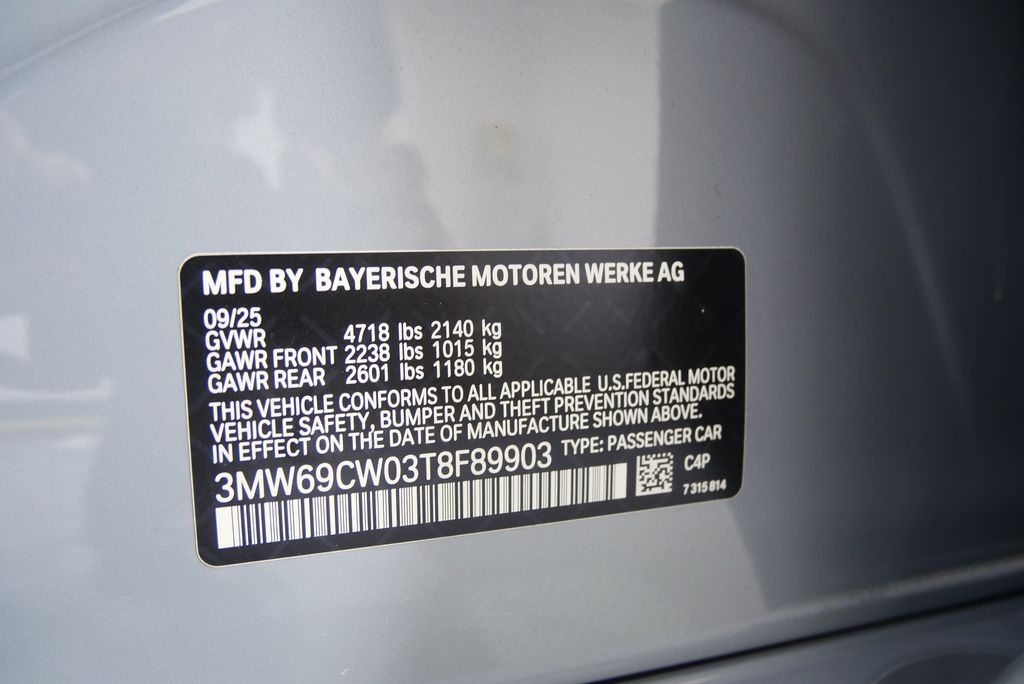 MFD BY BAYERISCHE MOTOREN WERKE AG
09/25
GVWR 4718 lbs 2140 kg
GAWR FRONT 2238 lbs 1015 kg
GAWR REAR 2601 lbs 1180 kg
THIS VEHICLE CONFORMS TO ALL APPLICABLE U.S.FEDERAL MOTOR
VEHICLE SAFETY, BUMPER AND THEFT PREVENTION STANDARDS
IN EFFECT ON THE DATE OF MANUFACTURE SHOWN ABOVE.
3MW69CW03T8F89903 TYPE: PASSENGER CAR
C4P
7 315 814